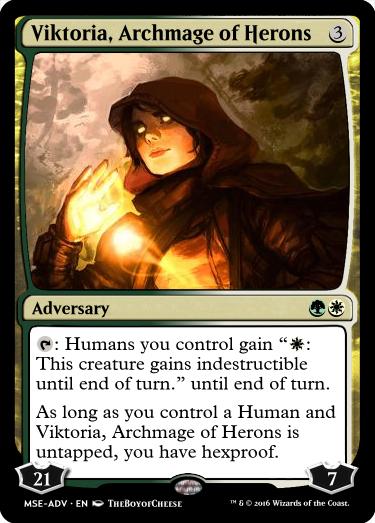 Viktoria, Archmage of Herons 3
Adversary
: Humans you control gain “ :
This creature gains indestructible
until end of turn.” until end of turn.
As long as you control a Human and
Viktoria, Archmage of Herons is
untapped, you have hexproof.
21
7
MSE-ADV • EN TheBoyofCheese
™ & © 2016 Wizards of the Coast.